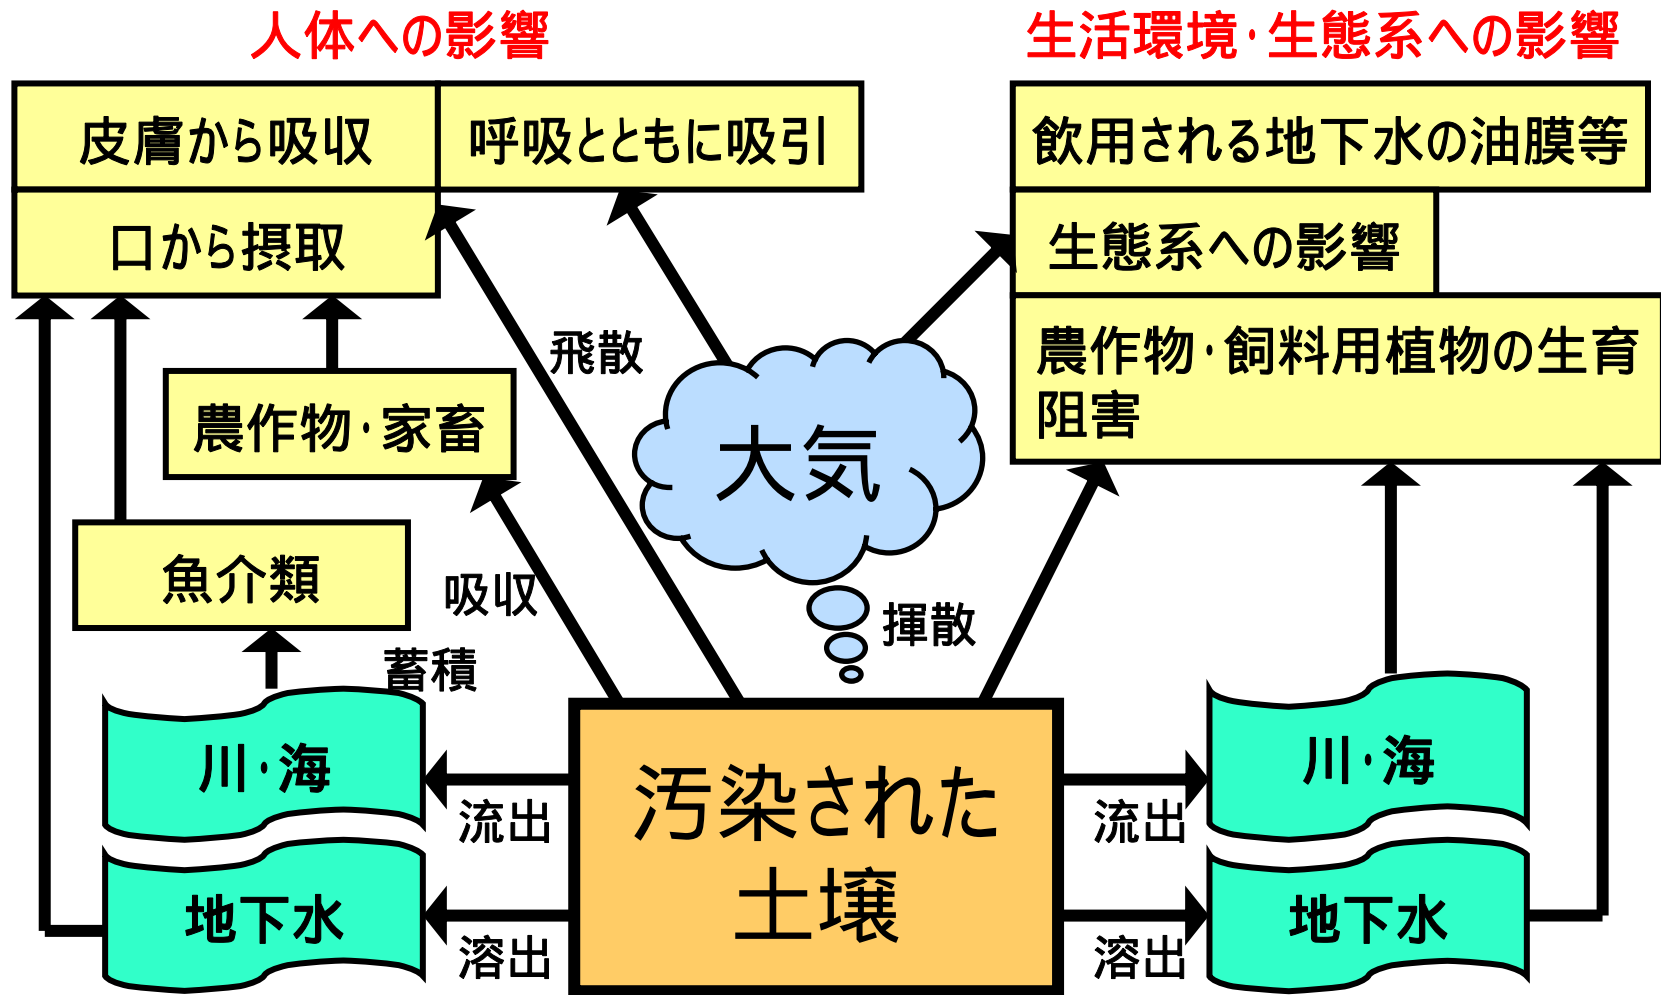 人体への影響
生活環境・生態系への影響
皮膚から吸収
呼吸とともに吸引
飲用される地下水の油膜等
口から摂取
生態系への影響
農作物・飼料用植物の生育
阻害
飛散
農作物・家畜
大気
魚介類
吸収
揮散
蓄積
川・海
汚染された
土壌
川・海
流出
流出
地下水
地下水
溶出
溶出